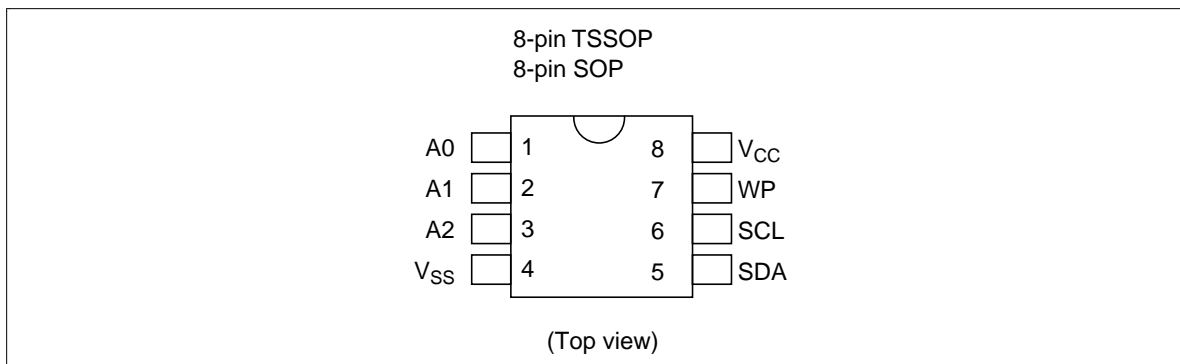 8-pin TSSOP
8-pin SOP
A0 1 8 VCC
A1 2 7 WP
A2 3 6 SCL
VSS 4 5 SDA
(Top view)